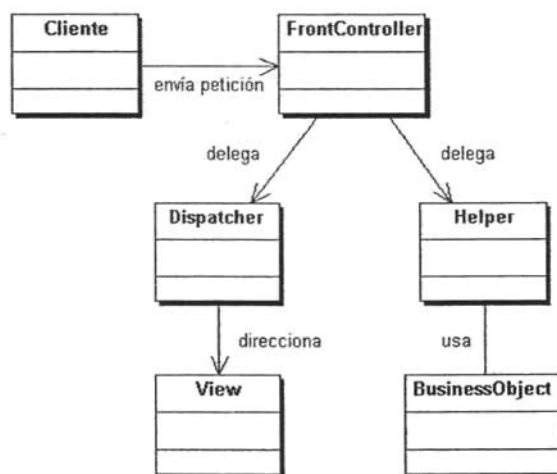 Cliente
FrontController
envía petición
delega
delega
Dispatcher
Helper
direcciona
usa
View
BusinessObject